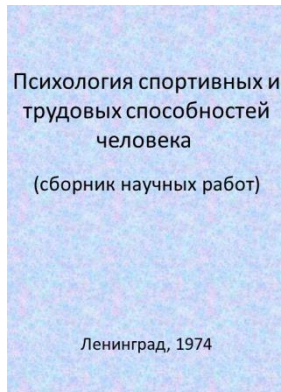 Психология спортивных и
трудовых способностей
человека
(сборник научных работ)
Ленинград, 1974